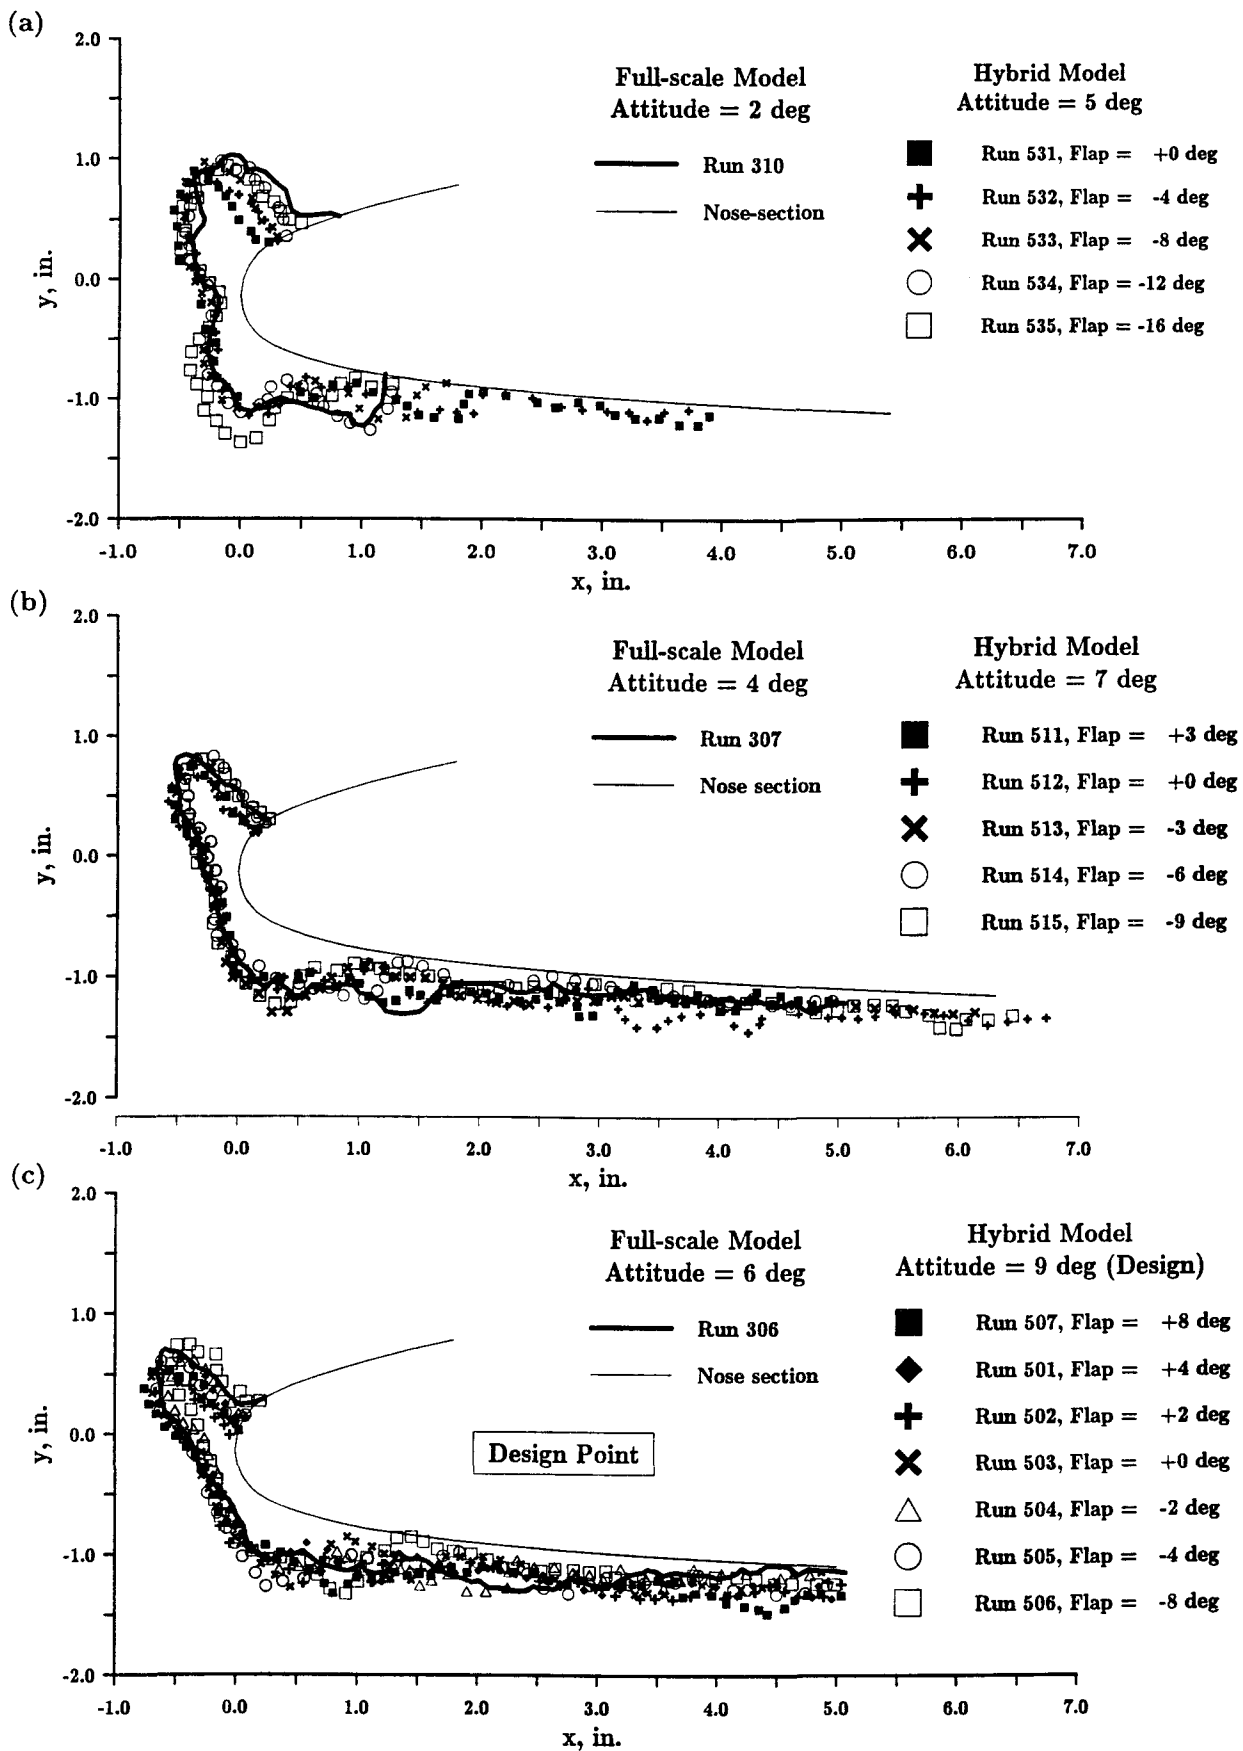 (a)
2.0
1.0
0.0
-1.0
-2.0
y, in.
Full-scale Model
Attitude = 2 deg
Run 310
Nose-section
Hybrid Model
Attitude = 5 deg
Run 531, Flap = +0 deg
Run 532, Flap = -4 deg
Run 533, Flap = -8 deg
Run 534, Flap = -12 deg
Run 535, Flap = -16 deg
-1.0 0.0 1.0 2.0 3.0 4.0 5.0 6.0 7.0
x, in.
(b)
2.0
1.0
0.0
-1.0
-2.0
y, in.
Full-scale Model
Attitude = 4 deg
Run 307
Nose section
Hybrid Model
Attitude = 7 deg
Run 511, Flap = +3 deg
Run 512, Flap = +0 deg
Run 513, Flap = -3 deg
Run 514, Flap = -6 deg
Run 515, Flap = -9 deg
-1.0 0.0 1.0 2.0 3.0 4.0 5.0 6.0 7.0
x, in.
(c)
2.0
1.0
0.0
-1.0
-2.0
y, in.
Full-scale Model
Attitude = 6 deg
Run 306
Nose section
Design Point
Hybrid Model
Attitude = 9 deg (Design)
Run 507, Flap = +8 deg
Run 501, Flap = +4 deg
Run 502, Flap = +2 deg
Run 503, Flap = +0 deg
Run 504, Flap = -2 deg
Run 505, Flap = -4 deg
Run 506, Flap = -8 deg
-1.0 0.0 1.0 2.0 3.0 4.0 5.0 6.0 7.0
x, in.